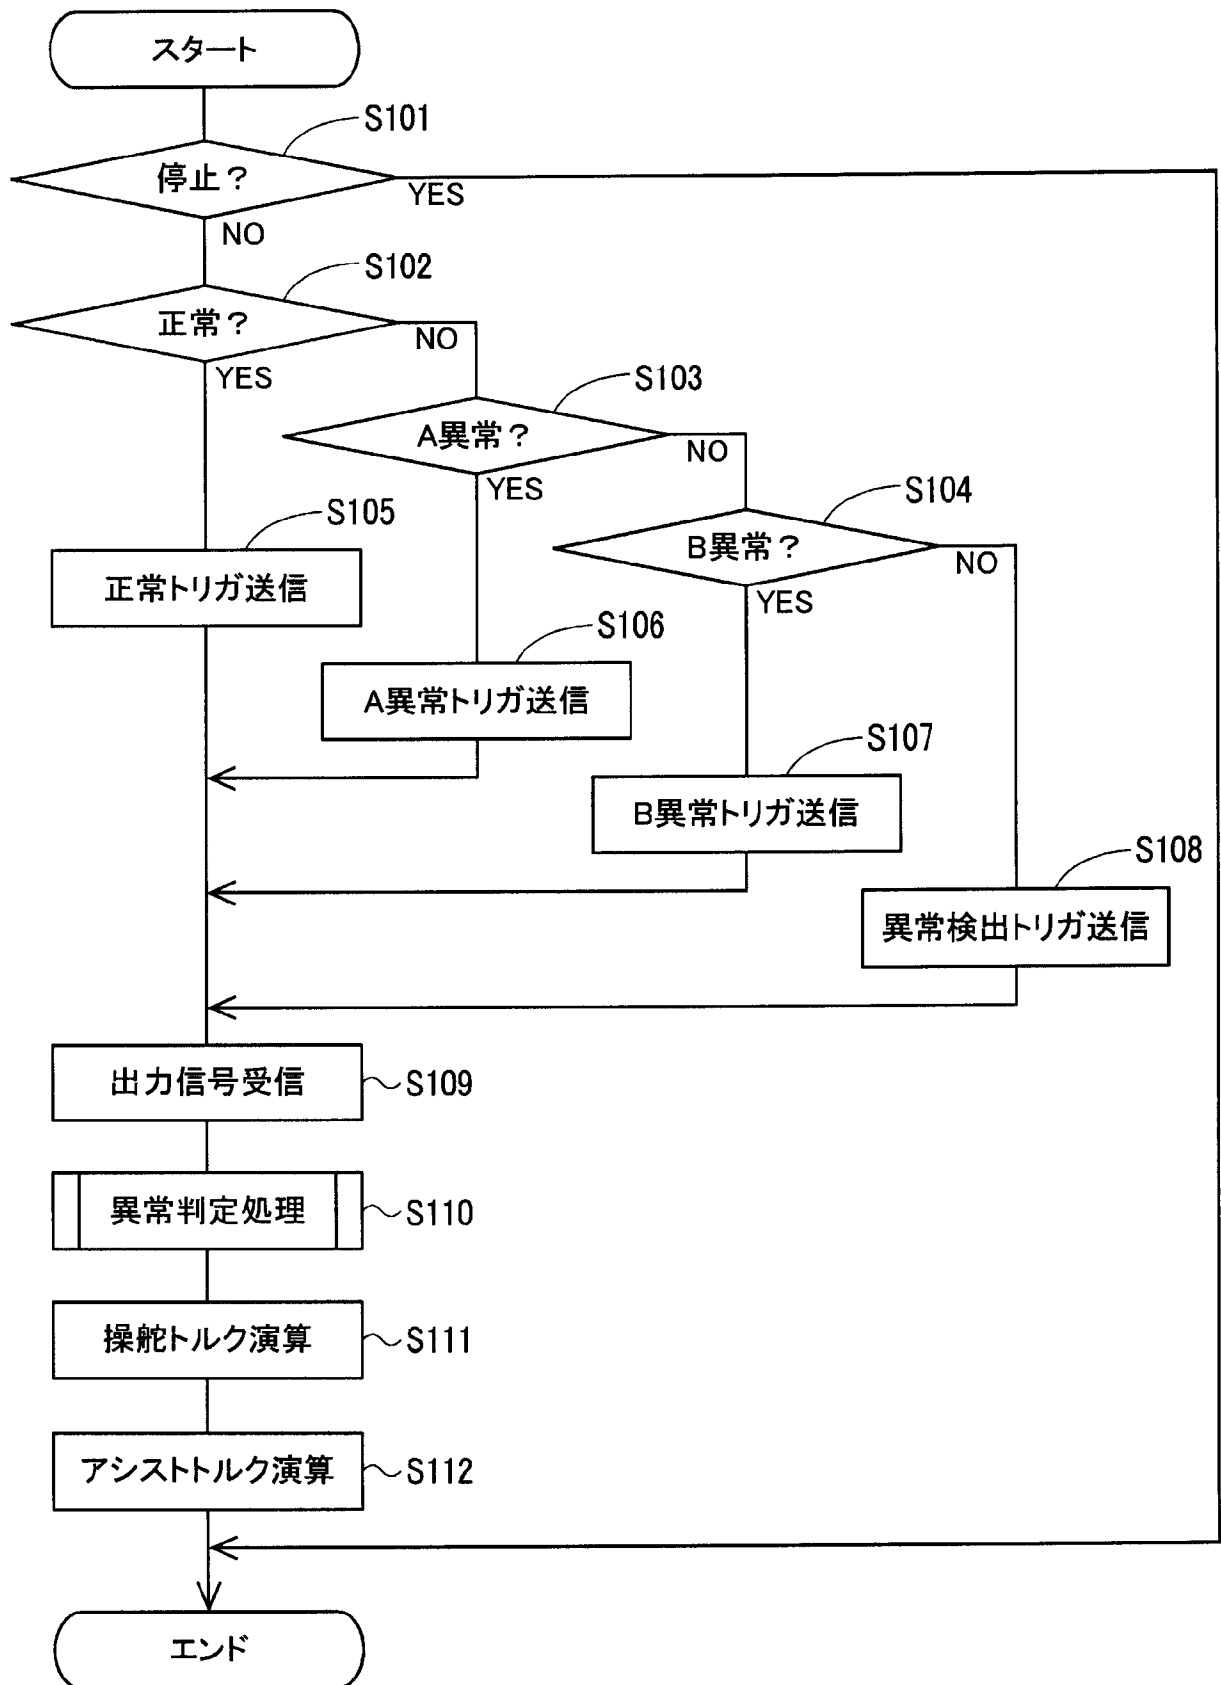 スタート
S101
停止？
YES
NO
S102
正常？
NO
YES
S103
A異常？
NO
YES
S104
B異常？
NO
YES
S105
正常トリガ送信
S106
A異常トリガ送信
S107
B異常トリガ送信
S108
異常検出トリガ送信
出力信号受信
S109
異常判定処理
S110
操舵トルク演算
S111
アシストトルク演算
S112
エンド